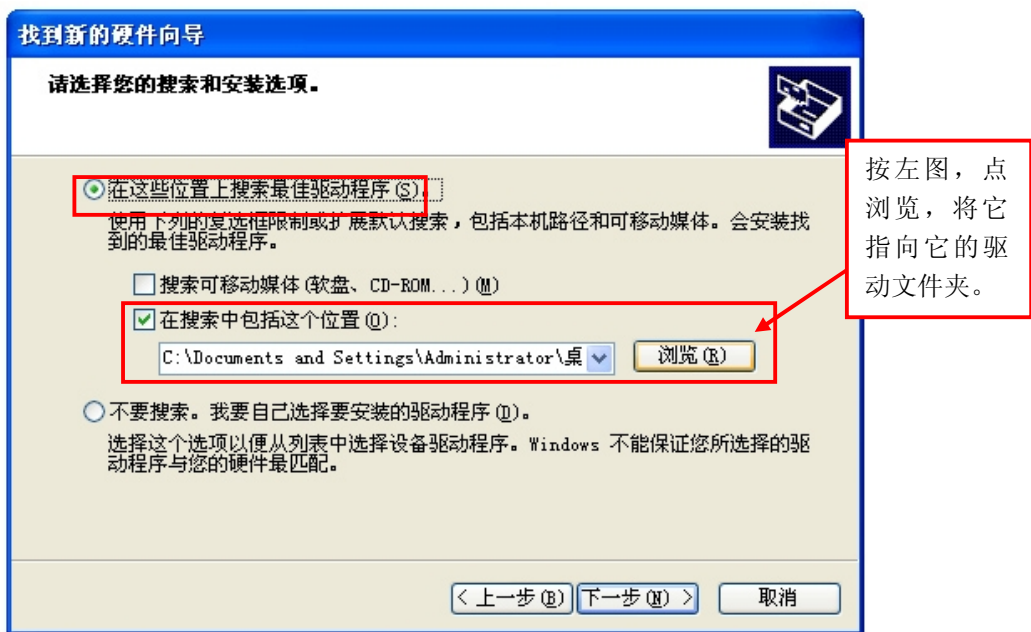 找到新的硬件向导
请选择您的搜索和安装选项。
在这些位置上搜索最佳驱动程序(S)。
使用下列的复选框限制或扩展默认搜索，包括本机路径和可移动媒体。会安装找
到的最佳驱动程序。
搜索可移动媒体(软盘、CD-ROM...)(M)
在搜索中包括这个位置(O):
C:\Documents and Settings\Administrator\桌
浏览(R)
不要搜索。我要自己选择要安装的驱动程序(D)。
选择这个选项以便从列表中选择设备驱动程序。Windows 不能保证您所选择的驱
动程序与您的硬件最匹配。
< 上一步(B)
下一步(N) >
取消
按左图，点
浏览，将它
指向它的驱
动文件夹。